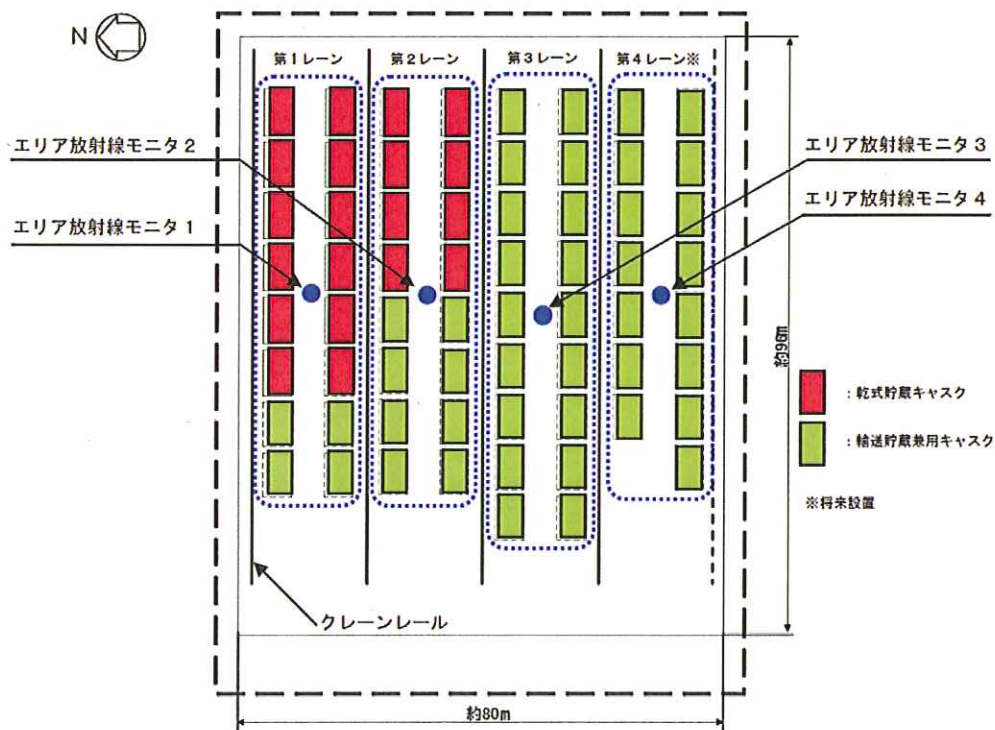 N
第1レーン
第2レーン
第3レーン
第4レーン※
エリア放射線モニタ2
エリア放射線モニタ1
エリア放射線モニタ3
エリア放射線モニタ4
約96m
:乾式貯蔵キャスク
:輸送貯蔵兼用キャスク
※将来設置
クレーンレール
約80m